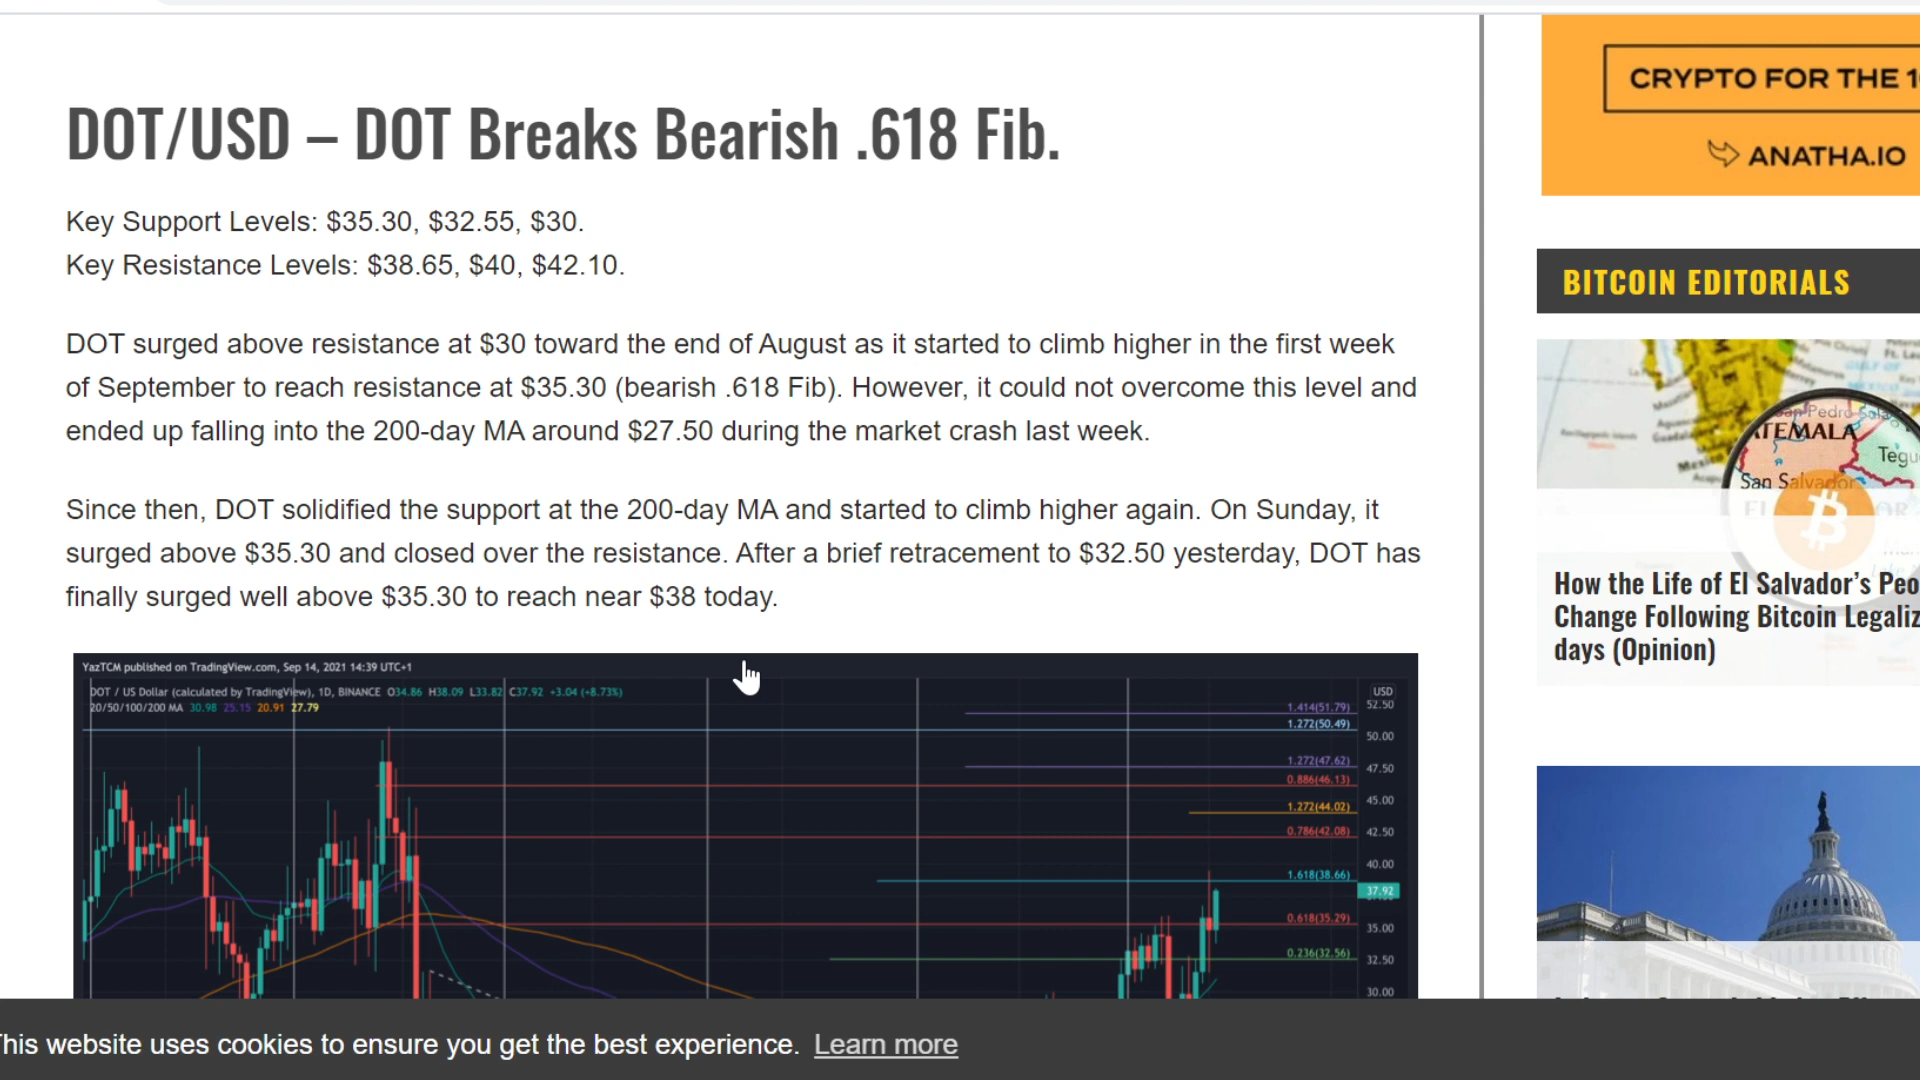 CRYPTO FOR THE
ANATHA.IO
DOT/USD – DOT Breaks Bearish .618 Fib.
Key Support Levels: $35.30, $32.55, $30.
Key Resistance Levels: $38.65, $40, $42.10.
DOT surged above resistance at $30 toward the end of August as it started to climb higher in the first week
of September to reach resistance at $35.30 (bearish .618 Fib). However, it could not overcome this level and
ended up falling into the 200-day MA around $27.50 during the market crash last week.
Since then, DOT solidified the support at the 200-day MA and started to climb higher again. On Sunday, it
surged above $35.30 and closed over the resistance. After a brief retracement to $32.50 yesterday, DOT has
finally surged well above $35.30 to reach near $38 today.
YazTCM published on TradingView.com, Sep 14, 2021 14:39 UTC+1
DOT / US Dollar (calculated by TradingView), 1D, BINANCE O34.86 H38.09 L33.82 C37.92 +3.04 (+8.73%)
20/50/100/200 MA 30.98 25.15 20.91 27.79
USD
52.50
50.00
47.50
45.00
42.50
40.00
37.92
35.00
32.50
30.00
1.414(51.79)
1.272(50.49)
1.272(47.62)
0.886(46.13)
1.272(44.02)
0.786(42.08)
1.618(38.66)
0.618(35.29)
0.236(32.56)
BITCOIN EDITORIALS
San Pedro
TEMALA
Tegu
San Salvador
How the Life of El Salvador’s Peo
Change Following Bitcoin Legaliz
days (Opinion)
his website uses cookies to ensure you get the best experience. Learn more